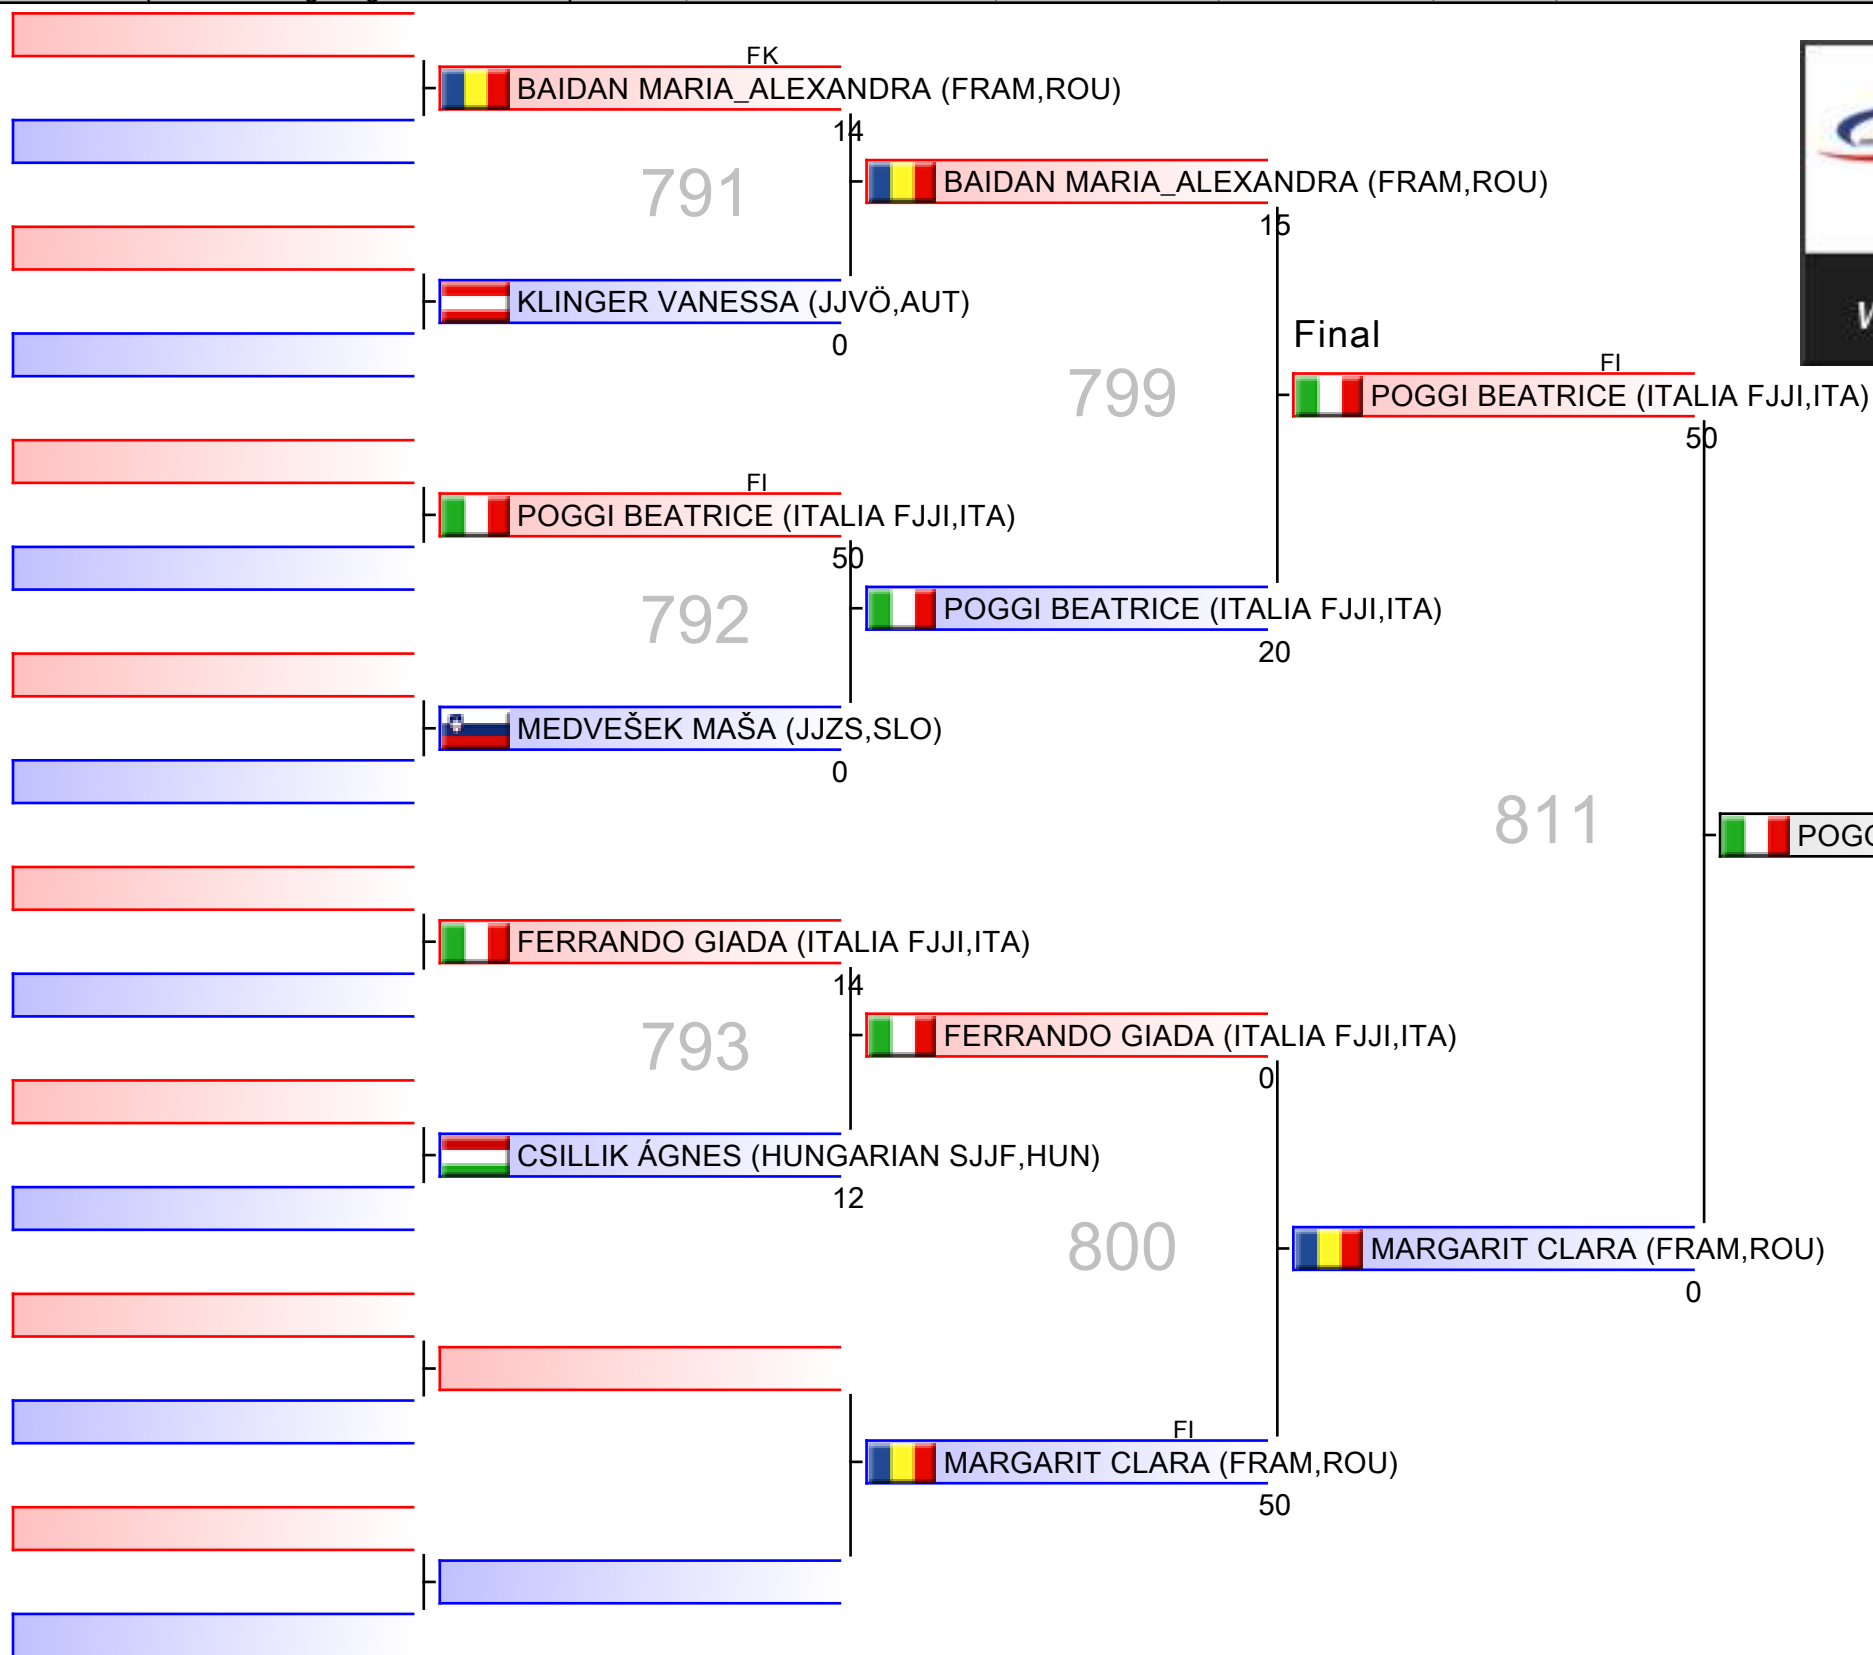 FK
BAIDAN MARIA_ALEXANDRA (FRAM,ROU)
14
791
BAIDAN MARIA_ALEXANDRA (FRAM,ROU)
15
KLINGER VANESSA (JJVÖ,AUT)
0
Final
799
FI
POGGI BEATRICE (ITALIA FJJI,ITA)
50
FI
POGGI BEATRICE (ITALIA FJJI,ITA)
50
792
POGGI BEATRICE (ITALIA FJJI,ITA)
20
MEDVEŠEK MAŠA (JJZS,SLO)
0
811
FERRANDO GIADA (ITALIA FJJI,ITA)
14
793
FERRANDO GIADA (ITALIA FJJI,ITA)
0
CSILLIK ÁGNES (HUNGARIAN SJJF,HUN)
12
800
MARGARIT CLARA (FRAM,ROU)
0
FI
MARGARIT CLARA (FRAM,ROU)
50